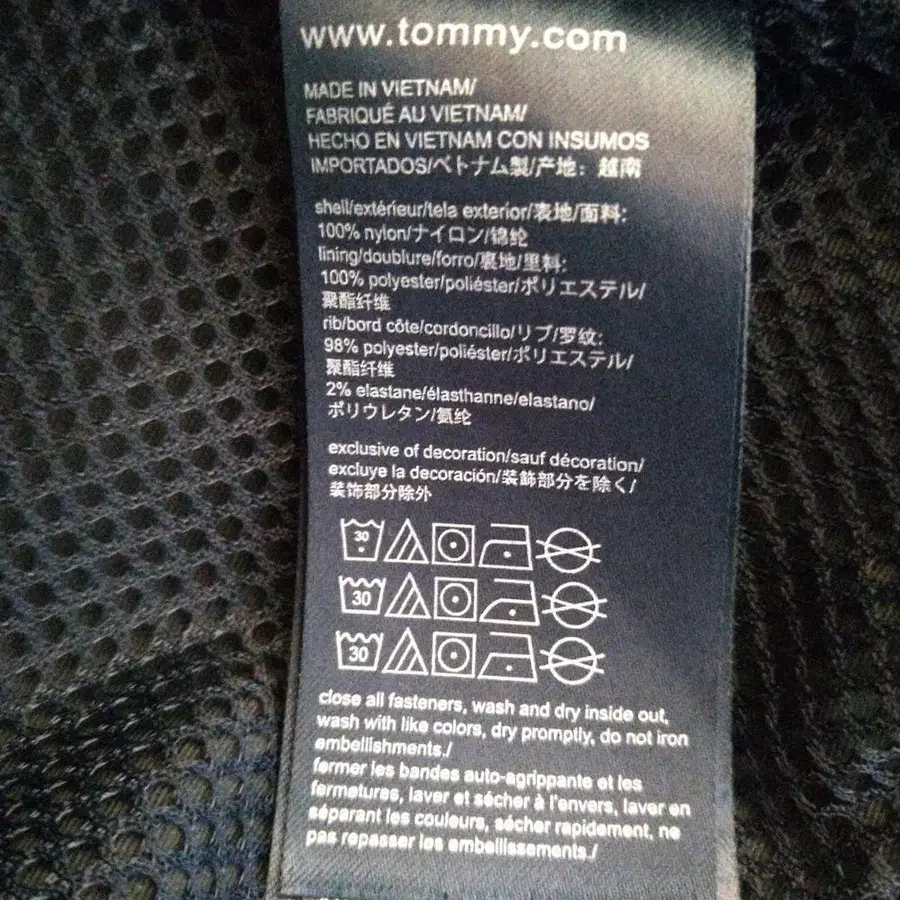 www.tommy.com
MADE IN VIETNAM/
FABRIQUÉ AU VIETNAM/
HECHO EN VIETNAM CON INSUMOS
IMPORTADOS/ベトナム製/产地：越南
shell/extérieur/tela exterior/表地/面料:
100% nylon/ナイロン/锦纶
lining/doublure/forro/裏地/里料:
100% polyester/poliéster/ポリエステル/
聚酯纤维
rib/bord côte/cordoncillo/リブ/罗纹:
98% polyester/poliéster/ポリエステル/
聚酯纤维
2% elastane/élasthanne/elastano/
ポリウレタン/氨纶
exclusive of decoration/sauf décoration/
excluye la decoración/装飾部分を除く/
装饰部分除外
30
30
30
close all fasteners, wash and dry inside out,
wash with like colors, dry promptly, do not iron
embellishments./
fermer les bandes auto-agrippante et les
fermetures, laver et sécher à l'envers, laver en
séparant les couleurs, sécher rapidement, ne
pas repasser les embellissements./